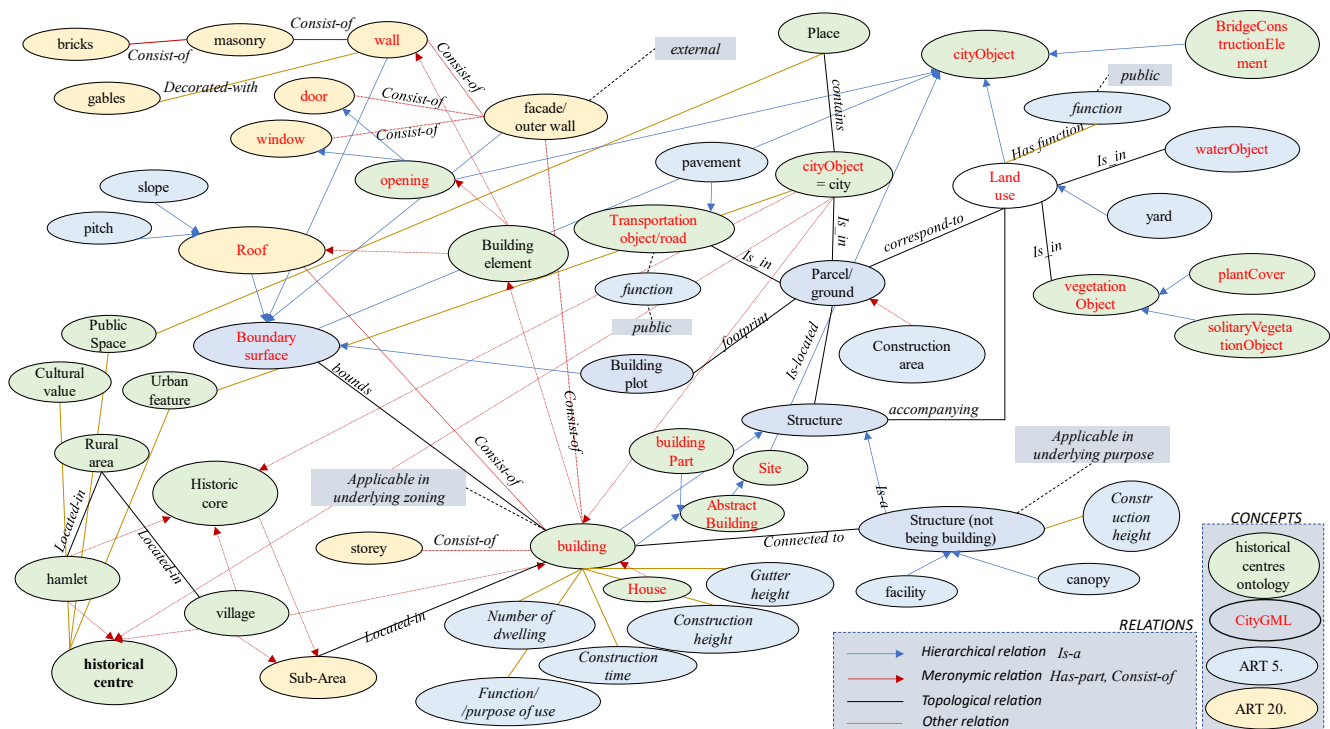 bricks
Consist-of
Consist-of
masonry
wall
gables
Decorated-with
door
window
Consist-of
Consist-of
Consist-of
facade/
outer wall
external
Place
contains
cityObject
BridgeCons
tructionEle
ment
public
function
Has function
Is_in
waterObject
Land
use
yard
Is_in
vegetation
Object
plantCover
solitaryVegeta
tionObject
slope
pitch
Roof
opening
Building
element
pavement
Transportation
object/road
function
public
cityObject
= city
Is_in
Is_in
correspond-to
Parcel/
ground
footprint
Is-located
Construction
area
Building
plot
Structure
accompanying
Public
Space
Cultural
value
Urban
feature
Boundary
surface
bounds
Rural
area
Historic
core
Located-in
Located-in
hamlet
village
historical
centre
Sub-Area
Located-in
Applicable in
underlying zoning
storey
Consist-of
Consist-of
Consist-of
building
building
Part
Site
Abstract
Building
House
Connected to
Is-a
Structure (not
being building)
Applicable in
underlying purpose
Constr
uction
height
facility
canopy
Gutter
height
Construction
height
Construction
time
Number of
dwelling
Function/
/purpose of use
RELATIONS
Hierarchical relation Is-a
Meronymic relation Has-part, Consist-of
Topological relation
Other relation
CONCEPTS
historical
centres
ontology
CityGML
ART 5.
ART 20.